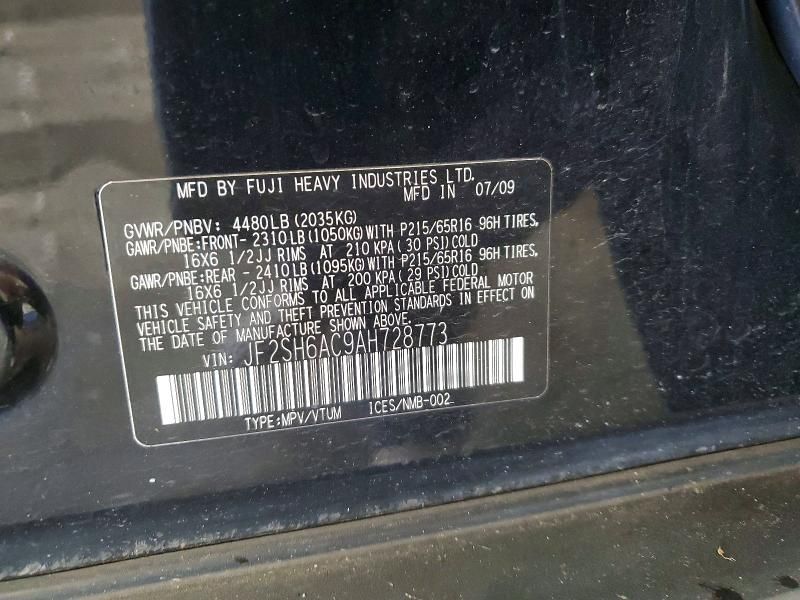 MFD BY FUJI HEAVY INDUSTRIES LTD.
MFD IN 07/09
GVWR/PNBV: 4480LB(2035KG)
GAWR/PNBE:FRONT- 2310LB(1050KG)WITH P215/65R16 96H TIRES,
16X6 1/2JJ RIMS AT 210 KPA(30 PSI)COLD
GAWR/PNBE:REAR - 2410LB(1095KG)WITH P215/65R16 96H TIRES,
16X6 1/2JJ RIMS AT 200 KPA(29 PSI)COLD
THIS VEHICLE CONFORMS TO ALL APPLICABLE FEDERAL MOTOR
VEHICLE SAFETY AND THEFT PREVENTION STANDARDS IN EFFECT ON
THE DATE OF MANUFACTURE SHOWN ABOVE.
VIN: JF2SH6AC9AH728773
TYPE:MPV/VTUM ICES/NMB-002